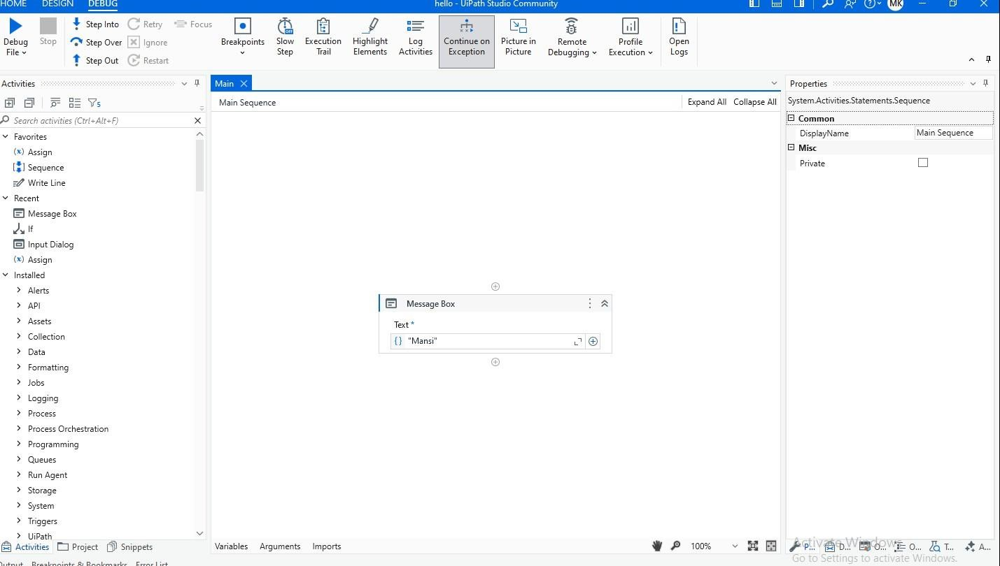 HOME DESIGN DEBUG hello - UiPath Studio Community MK
Debug File
Stop
Step Into Retry Focus
Step Over Ignore
Step Out Restart
Breakpoints
Slow Step
OFF
Execution Trail
Highlight Elements
Log Activities
Continue on Exception
Picture in Picture
Remote Debugging
Profile Execution
Open Logs
Activities
5
Search activities (Ctrl+Alt+F)
Favorites
Assign
Sequence
Write Line
Recent
Message Box
If
Input Dialog
Assign
Installed
Alerts
API
Assets
Collection
Data
Formatting
Jobs
Logging
Process
Process Orchestration
Programming
Queues
Run Agent
Storage
System
Triggers
UiPath
Activities Project Snippets
Output Breakpoints & Bookmarks Error List
Main
Main Sequence Expand All Collapse All
Message Box
Text *
{} "Mansi"
Variables Arguments Imports 100%
Properties
System.Activities.Statements.Sequence
Common
DisplayName Main Sequence
Misc
Private
Activate Windows
P... D... O... O... T... A...
Go to Settings to activate Windows.